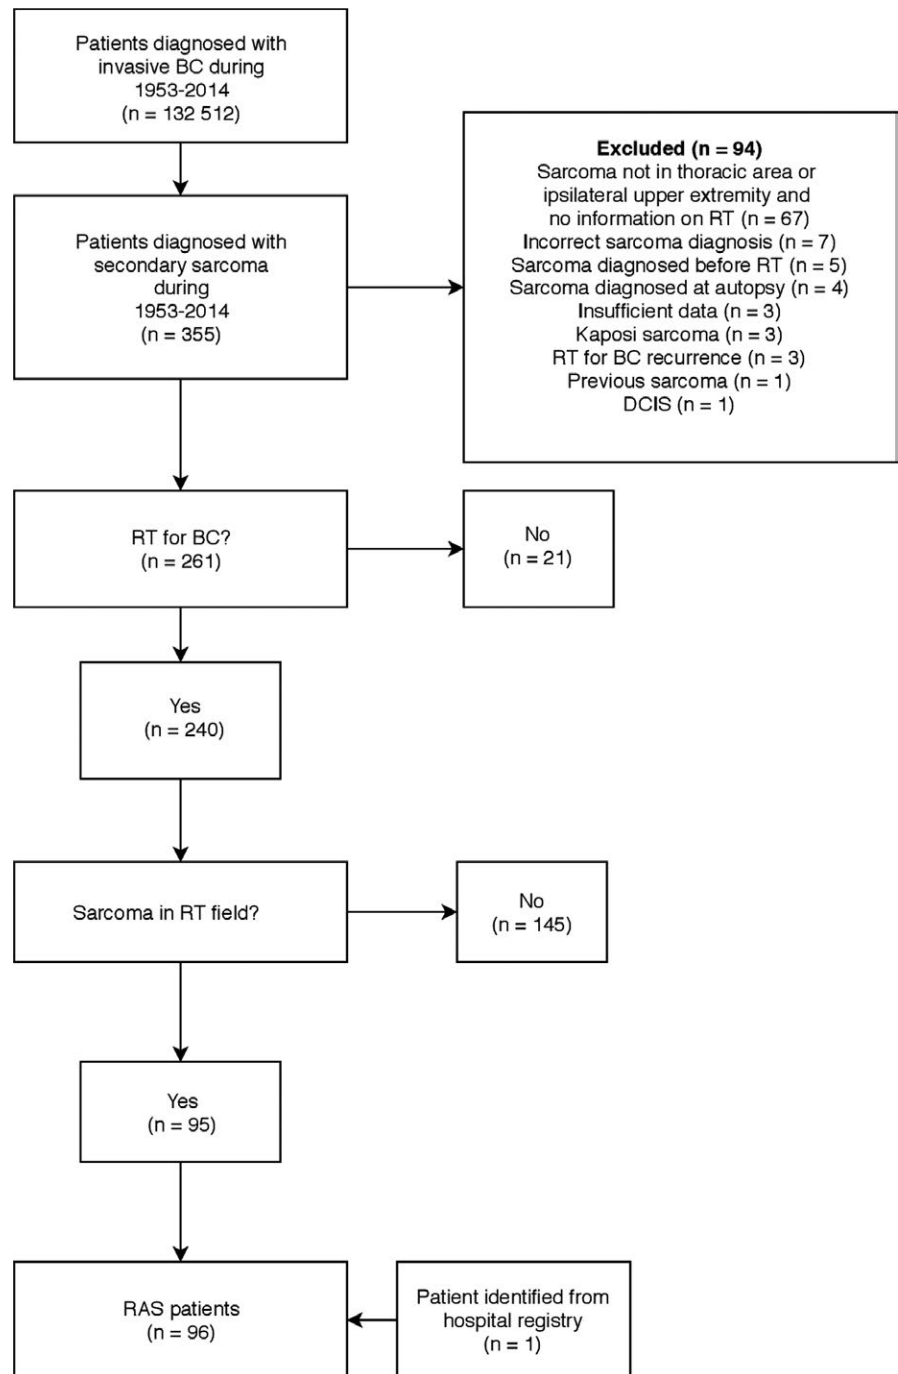 Patients diagnosed with
invasive BC during
1953-2014
(n = 132 512)
Patients diagnosed with
secondary sarcoma
during
1953-2014
(n = 355)
Excluded (n = 94)
Sarcoma not in thoracic area or
ipsilateral upper extremity and
no information on RT (n = 67)
Incorrect sarcoma diagnosis (n = 7)
Sarcoma diagnosed before RT (n = 5)
Sarcoma diagnosed at autopsy (n = 4)
Insufficient data (n = 3)
Kaposi sarcoma (n = 3)
RT for BC recurrence (n = 3)
Previous sarcoma (n = 1)
DCIS (n = 1)
RT for BC?
(n = 261)
No
(n = 21)
Yes
(n = 240)
Sarcoma in RT field?
No
(n = 145)
Yes
(n = 95)
RAS patients
(n = 96)
Patient identified from
hospital registry
(n = 1)